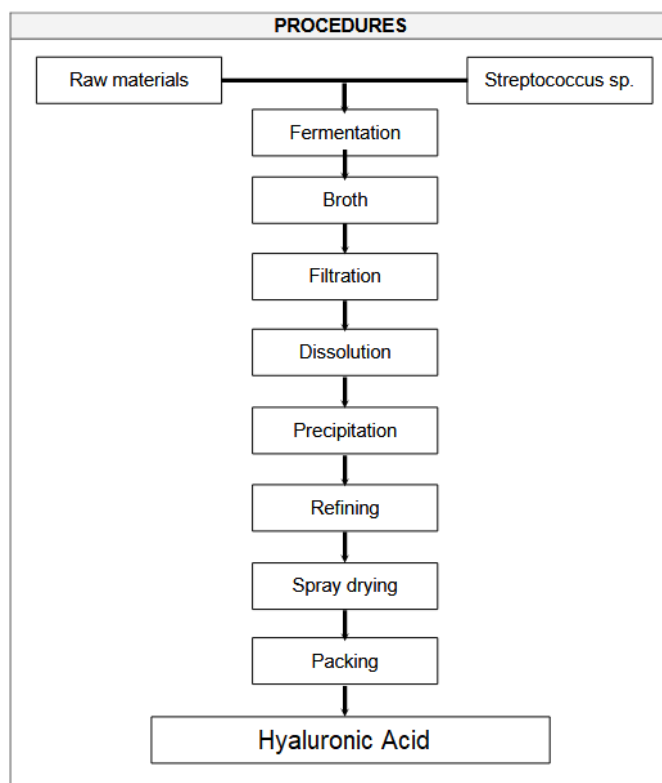 PROCEDURES
Raw materials
Streptococcus sp.
Fermentation
Broth
Filtration
Dissolution
Precipitation
Refining
Spray drying
Packing
Hyaluronic Acid